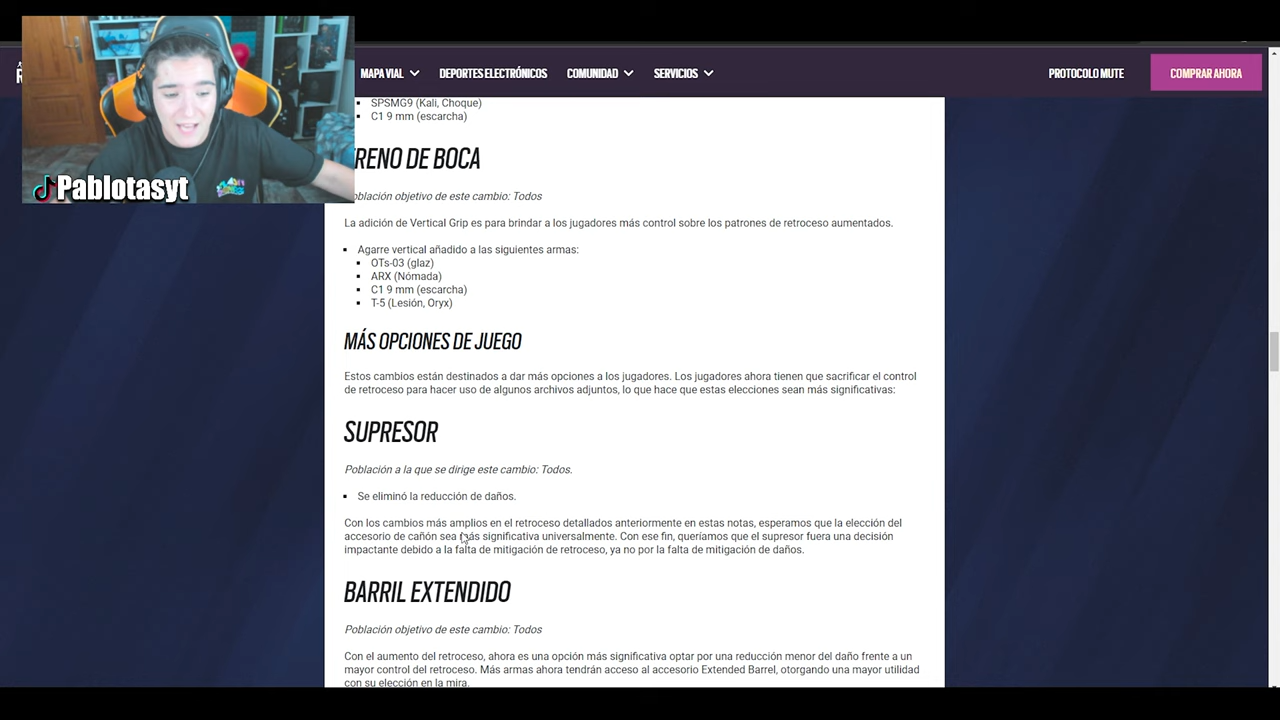 MAPA VIAL
DEPORTES ELECTRÓNICOS
COMUNIDAD
SERVICIOS
PROTOCOLO MUTE
COMPRAR AHORA
Pablotasyt
SPSMG9 (Kali, Choque)
C1 9 mm (escarcha)
RENO DE BOCA
oblación objetivo de este cambio: Todos
La adición de Vertical Grip es para brindar a los jugadores más control sobre los patrones de retroceso aumentados.
Agarre vertical añadido a las siguientes armas:
OTs-03 (glaz)
ARX (Nómada)
C1 9 mm (escarcha)
T-5 (Lesión, Oryx)
MÁS OPCIONES DE JUEGO
Estos cambios están destinados a dar más opciones a los jugadores. Los jugadores ahora tienen que sacrificar el control
de retroceso para hacer uso de algunos archivos adjuntos, lo que hace que estas elecciones sean más significativas:
SUPRESOR
Población a la que se dirige este cambio: Todos.
Se eliminó la reducción de daños.
Con los cambios más amplios en el retroceso detallados anteriormente en estas notas, esperamos que la elección del
accesorio de cañón sea más significativa universalmente. Con ese fin, queríamos que el supresor fuera una decisión
impactante debido a la falta de mitigación de retroceso, ya no por la falta de mitigación de daños.
BARRIL EXTENDIDO
Población objetivo de este cambio: Todos
Con el aumento del retroceso, ahora es una opción más significativa optar por una reducción menor del daño frente a un
mayor control del retroceso. Más armas ahora tendrán acceso al accesorio Extended Barrel, otorgando una mayor utilidad
con su elección en la mira.